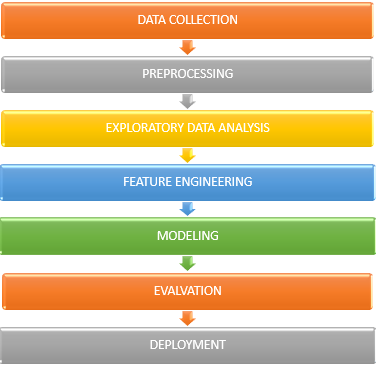 DATA COLLECTION
PREPROCESSING
EXPLORATORY DATA ANALYSIS
FEATURE ENGINEERING
MODELING
EVALVATION
DEPLOYMENT